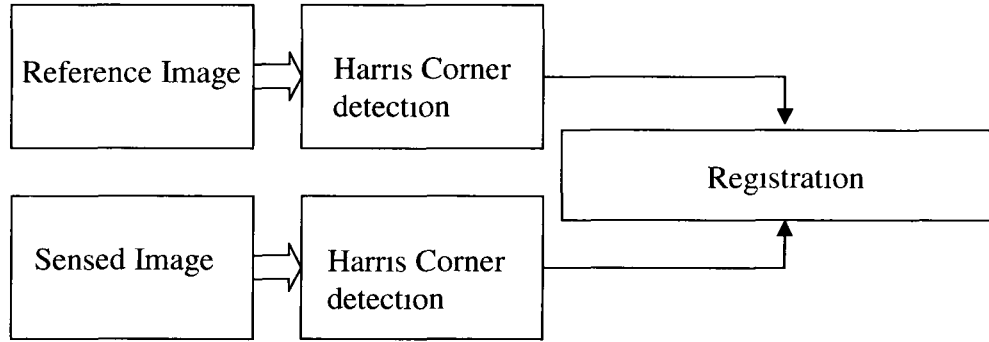 Reference Image
Harris Corner
detection
Registration
Sensed Image
Harris Corner
detection